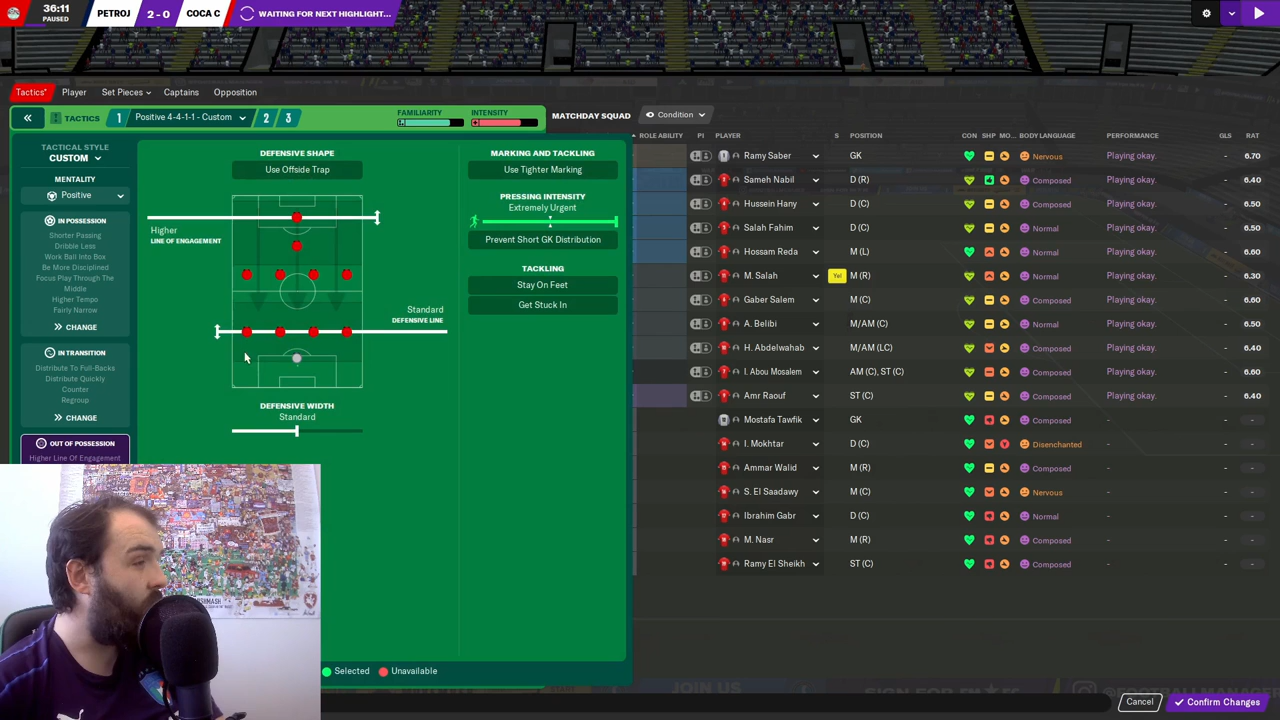 36:11
PAUSED
PETROJ
2 - 0
COCA C
WAITING FOR NEXT HIGHLIGHT...
Tactics*
Player
Set Pieces
Captains
Opposition
TACTICS
1
Positive 4-4-1-1 - Custom
2
3
FAMILIARITY
INTENSITY
MATCHDAY SQUAD
Condition
TACTICAL STYLE
CUSTOM
MENTALITY
Positive
IN POSSESSION
Shorter Passing
Dribble Less
Work Ball Into Box
Be More Disciplined
Focus Play Through The
Middle
Higher Tempo
Fairly Narrow
CHANGE
IN TRANSITION
Distribute To Full-Backs
Distribute Quickly
Counter
Regroup
CHANGE
OUT OF POSSESSION
Higher Line Of Engagement
DEFENSIVE SHAPE
Use Offside Trap
Higher
LINE OF ENGAGEMENT
Standard
DEFENSIVE LINE
DEFENSIVE WIDTH
Standard
MARKING AND TACKLING
Use Tighter Marking
PRESSING INTENSITY
Extremely Urgent
Prevent Short GK Distribution
TACKLING
Stay On Feet
Get Stuck In
Selected
Unavailable
ROLE ABILITY PI PLAYER S POSITION CON SHP MO... BODY LANGUAGE PERFORMANCE GLS RAT
Ramy Saber GK Nervous Playing okay. - 6.70
Sameh Nabil D (R) Composed Playing okay. - 6.40
Hussein Hany D (C) Composed Playing okay. - 6.50
Salah Fahim D (C) Normal Playing okay. - 6.50
Hossam Reda M (L) Normal Playing okay. - 6.60
M. Salah Yel M (R) Normal Playing okay. - 6.30
Gaber Salem M (C) Composed Playing okay. - 6.60
A. Belibi M/AM (C) Normal Playing okay. - 6.50
H. Abdelwahab M/AM (LC) Composed Playing okay. - 6.60
I. Abou Mosalem AM (C), ST (C) Composed Playing okay. - 6.60
Amr Raouf ST (C) Composed Playing okay. - 6.40
Mostafa Tawfik GK Composed - - -
I. Mokhtar D (C) Disenchanted - - -
Ammar Walid M (R) Composed - - -
S. El Saadawy M (C) Nervous - - -
Ibrahim Gabr D (C) Normal - - -
M. Nasr M (R) Composed - - -
Ramy El Sheikh ST (C) Composed - - -
JOIN US
Cancel
Confirm Changes